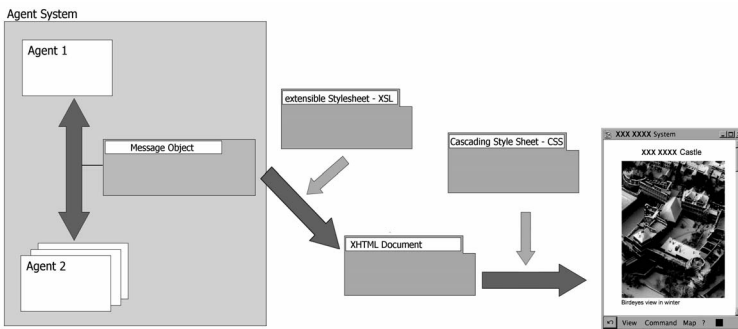 Agent System
Agent 1
Message Object
Agent 2
extensible Stylesheet - XSL
XHTML Document
Cascading Style Sheet - CSS
XXX XXXX System
XXX XXXX Castle
Birdeyes view in winter
View Command Map ?